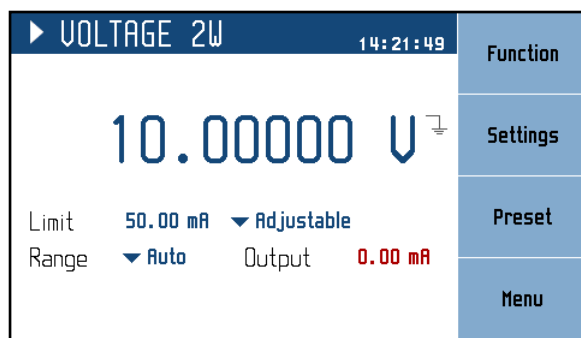 VOLTAGE 2W 14:21:49
Function
10.00000 V
Settings
Limit 50.00 mA Adjustable
Preset
Range Auto Output 0.00 mA
Menu